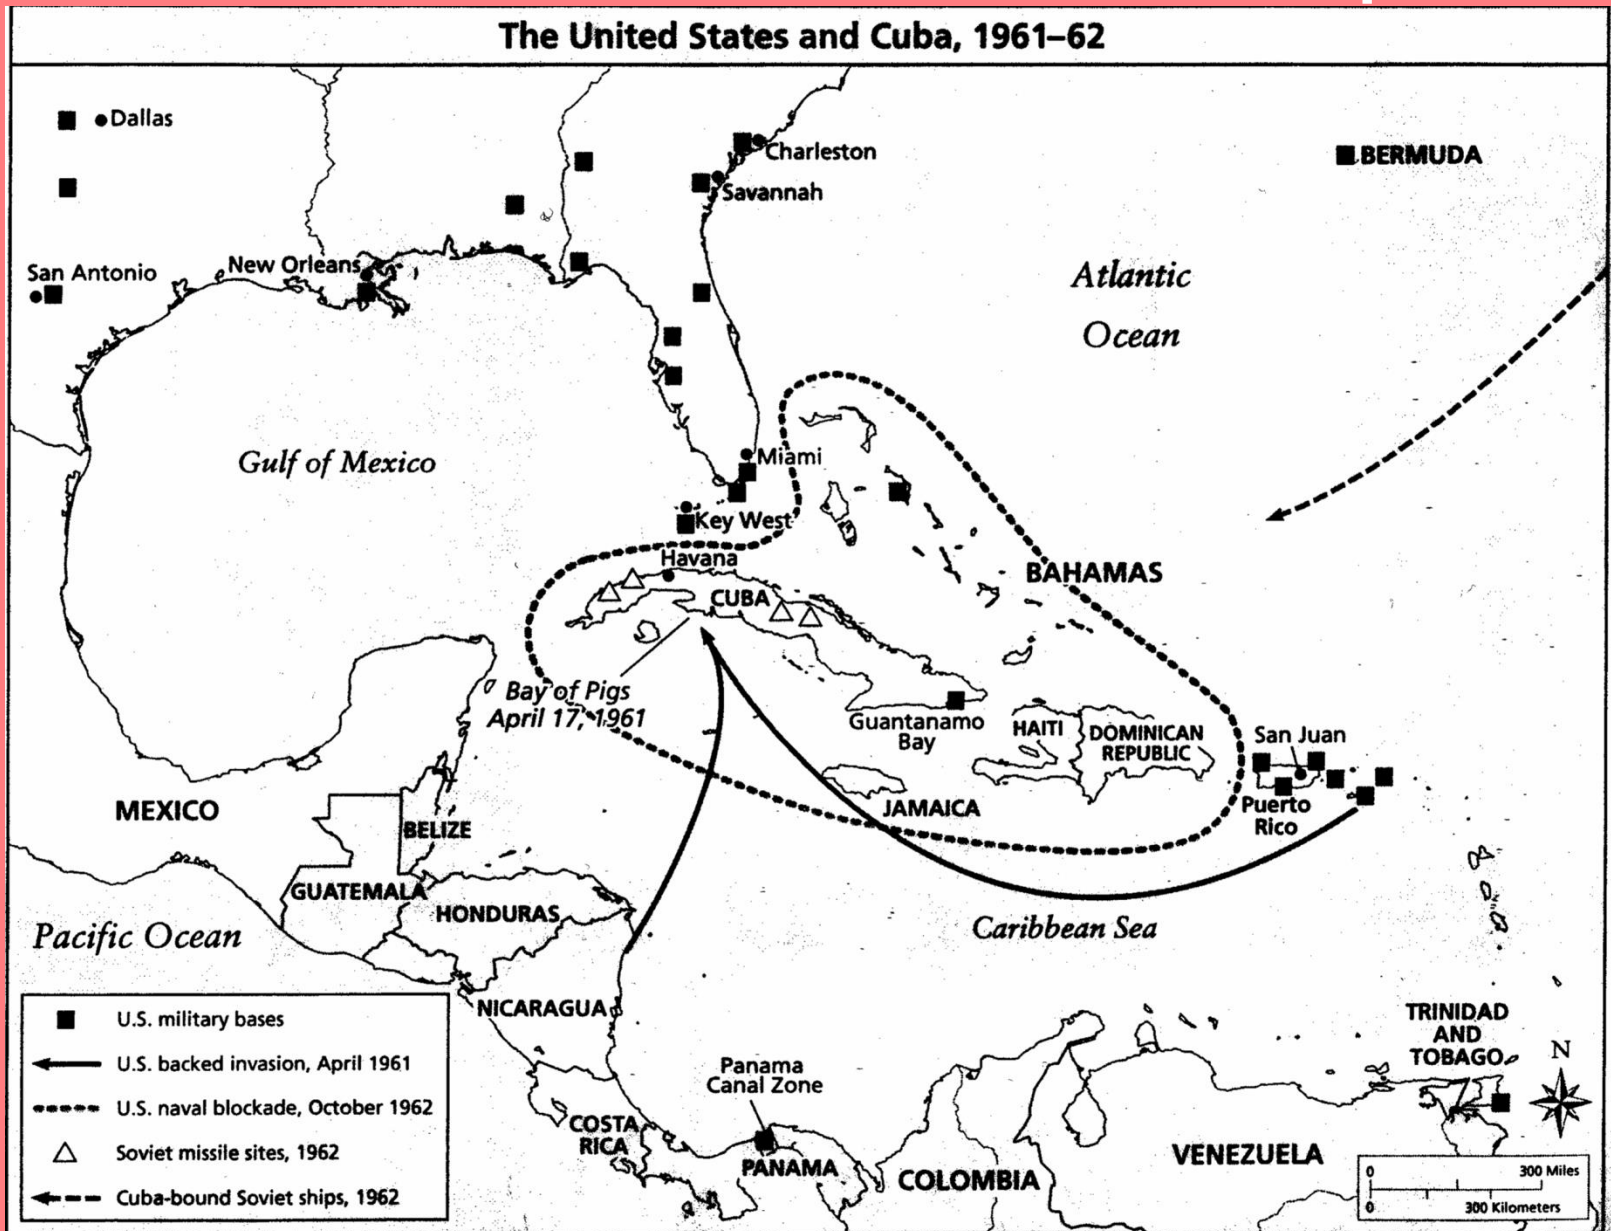 The United States and Cuba, 1961–62
Dallas
Charleston
BERMUDA
Savannah
San Antonio
New Orleans
Atlantic
Ocean
Gulf of Mexico
Miami
Key West
Havana
BAHAMAS
CUBA
Bay of Pigs
April 17, 1961
Guantanamo
Bay
HAITI
DOMINICAN
REPUBLIC
San Juan
JAMAICA
Puerto
Rico
MEXICO
BELIZE
GUATEMALA
HONDURAS
Pacific Ocean
Caribbean Sea
NICARAGUA
TRINIDAD
AND
TOBAGO
N
Panama
Canal Zone
COSTA
RICA
PANAMA
COLOMBIA
VENEZUELA
U.S. military bases
U.S. backed invasion, April 1961
U.S. naval blockade, October 1962
Soviet missile sites, 1962
Cuba-bound Soviet ships, 1962
0 300 Miles
0 300 Kilometers